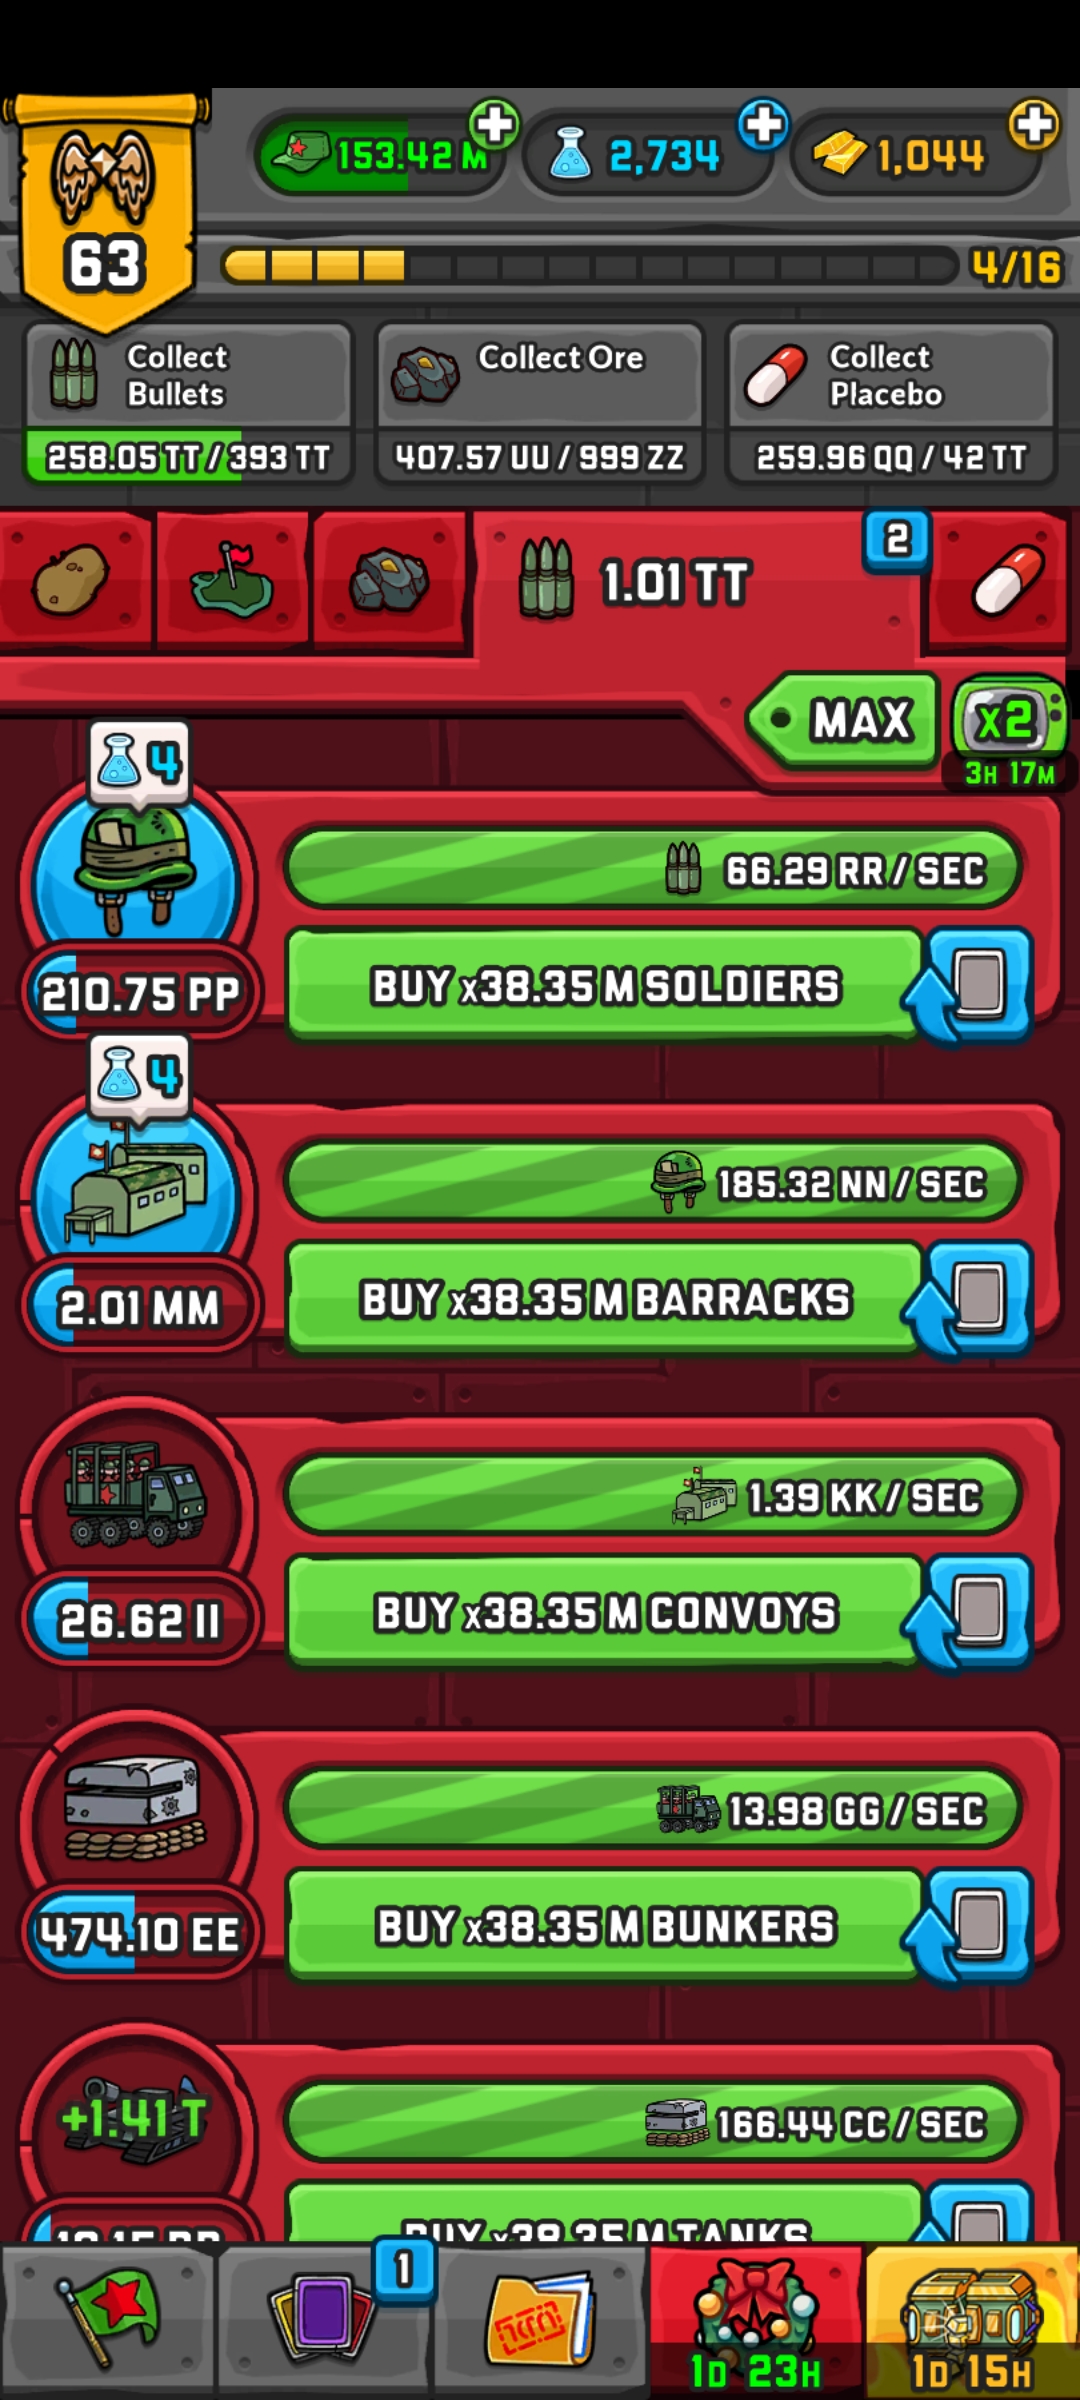 153.42 M
2,734
1,044
63
4/16
Collect
Bullets
258.05 TT / 393 TT
Collect Ore
407.57 UU / 999 ZZ
Collect
Placebo
259.96 QQ / 42 TT
1.01 TT
2
MAX
x2
3H 17M
4
66.29 RR / SEC
210.75 PP
BUY x38.35 M SOLDIERS
4
185.32 NN / SEC
2.01 MM
BUY x38.35 M BARRACKS
1.39 KK / SEC
26.62 II
BUY x38.35 M CONVOYS
13.98 GG / SEC
474.10 EE
BUY x38.35 M BUNKERS
+1.41 T
166.44 CC / SEC
BUY x38.35 M TANKS
1
1D 23H
1D 15H